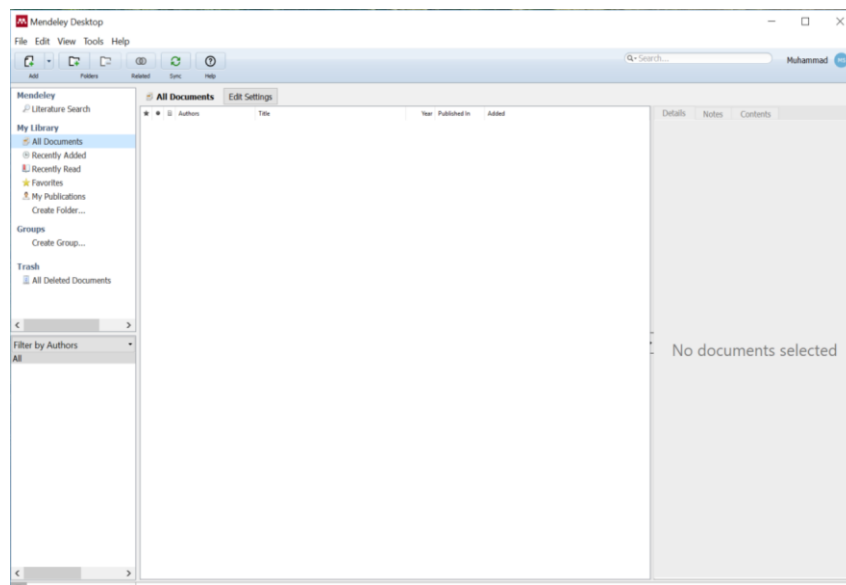 Mendeley Desktop
File Edit View Tools Help
Add Folders Related Sync Help
Search...
Muhammad
MS
Mendeley
Literature Search
My Library
All Documents
Recently Added
Recently Read
Favorites
My Publications
Create Folder...
Groups
Create Group...
Trash
All Deleted Documents
Filter by Authors
All
All Documents Edit Settings
Authors Title Year Published In Added
Details Notes Contents
No documents selected